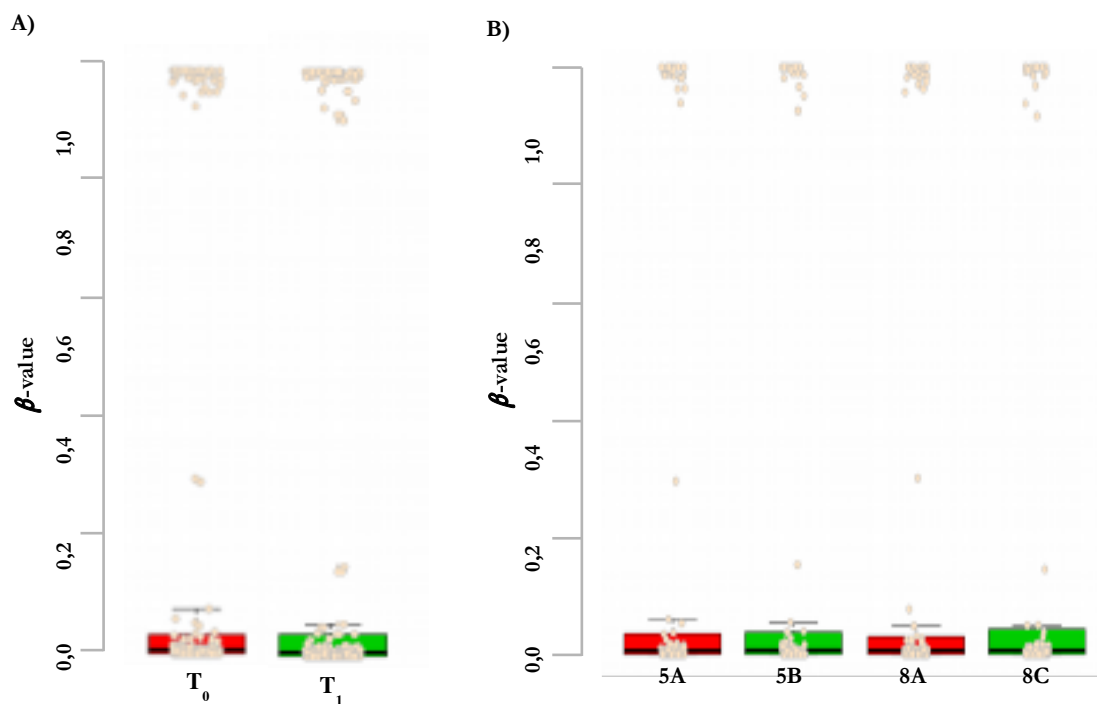 A)
β-value
1,0
0,8
0,6
0,4
0,2
0,0
T₀
T₁
B)
β-value
1,0
0,8
0,6
0,4
0,2
0,0
5A
5B
8A
8C